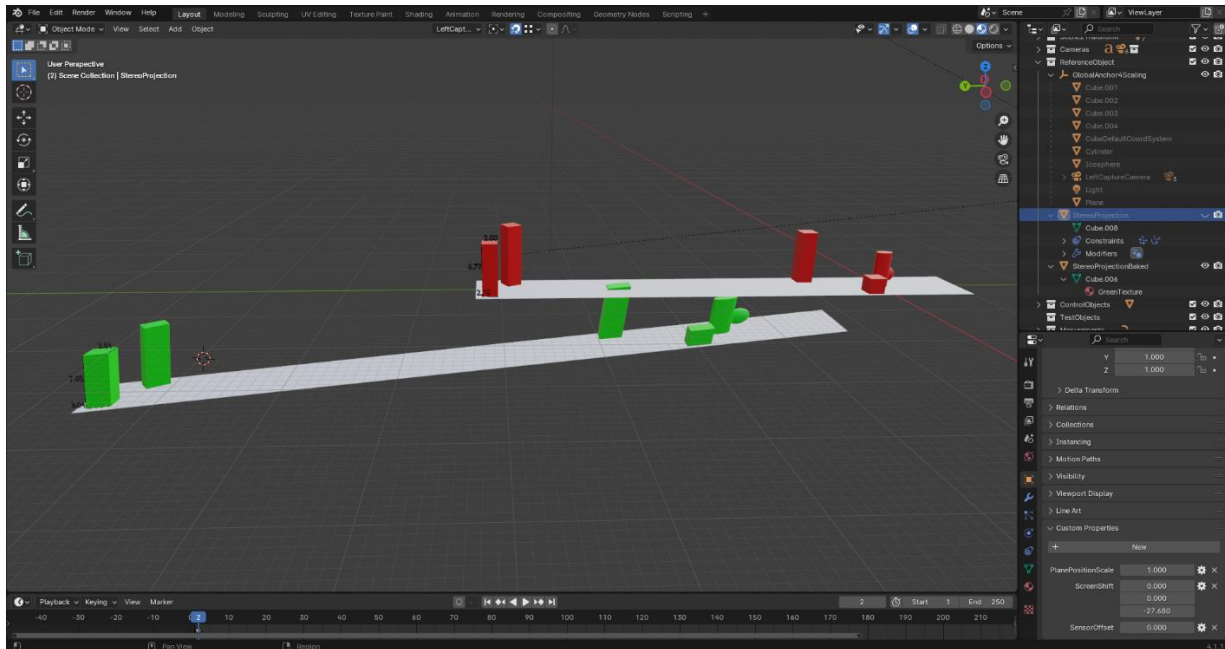 File Edit Render Window Help Layout Modeling Sculpting UV Editing Texture Paint Shading Animation Rendering Compositing Geometry Nodes Scripting + Scene ViewLayer
Object Mode View Select Add Object LeftCapt... Search
Options
User Perspective
(2) Scene Collection | StereoProjection
Cameras
ReferenceObject
GlobalAnchor4Scaling
Cube.001
Cube.002
Cube.003
Cube.004
CubeDefaultCoordSystem
Cylinder
Icosphere
LeftCaptureCamera
Light
Plane
StereoProjection
Cube.008
Constraints
Modifiers
StereoProjectionBaked
Cube.006
GreenTexture
ControlObjects
TestObjects
Search
Y 1.000
Z 1.000
Delta Transform
Relations
Collections
Instancing
Motion Paths
Visibility
Viewport Display
Line Art
Custom Properties
+ New
PlanePositionScale 1.000
ScreenShift 0.000
0.000
-27.680
SensorOffset 0.000
Z
Y
Playback Keying View Marker 2 Start 1 End 250
-40 -30 -20 -10 2 10 20 30 40 50 60 70 80 90 100 110 120 130 140 150 160 170 180 190 200 210
Pan View Region 4.1.1